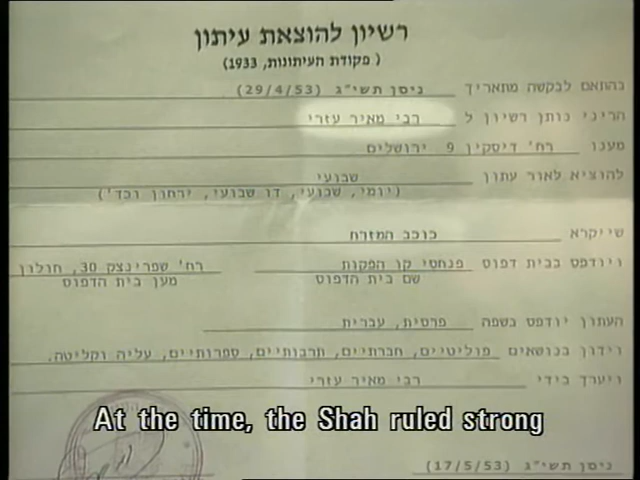 רשיון להוצאת עיתון
(פקודת העיתונות, 1933)
בהתאם לבקשה מתאריך ניסן תשי"ג (29/4/53)
הריני נותן רשיון ל רבי מאיר עזרי
מענו רח' דיסקין 9 ירושלים
להוציא לאור עתון שבועי
(יומי, שבועי, דו שבועי, ירחון וכד')
שייקרא כוכב המזרח
ויודפס בבית דפוס פנחסי קו הפקות רח' שפרינצק 30, חולון
שם בית הדפוס מען בית הדפוס
העתון יודפס בשפה פרסית, עברית
וידון בנושאים פוליטיים, חברתיים, תרבותיים, ספרותיים, עליה וקליטה.
ויערך בידי רבי מאיר עזרי
At the time, the Shah ruled strong
ניסן תשי"ג (17/5/53)